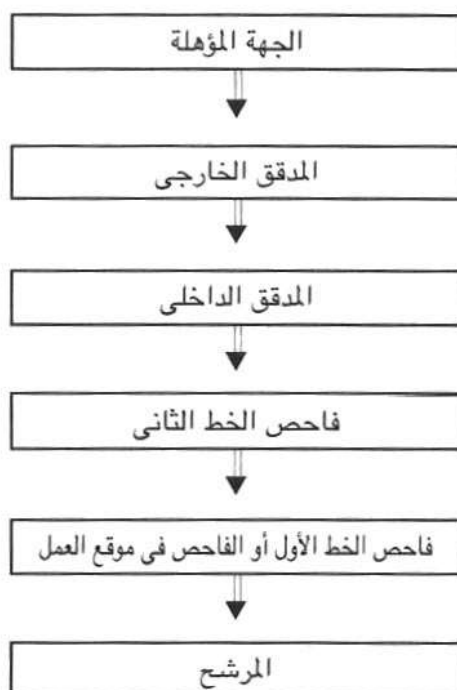 الجهة المؤهلة
المدقق الخارجى
المدقق الداخلى
فاحص الخط الثانى
فاحص الخط الأول أو الفاحص فى موقع العمل
المرشح